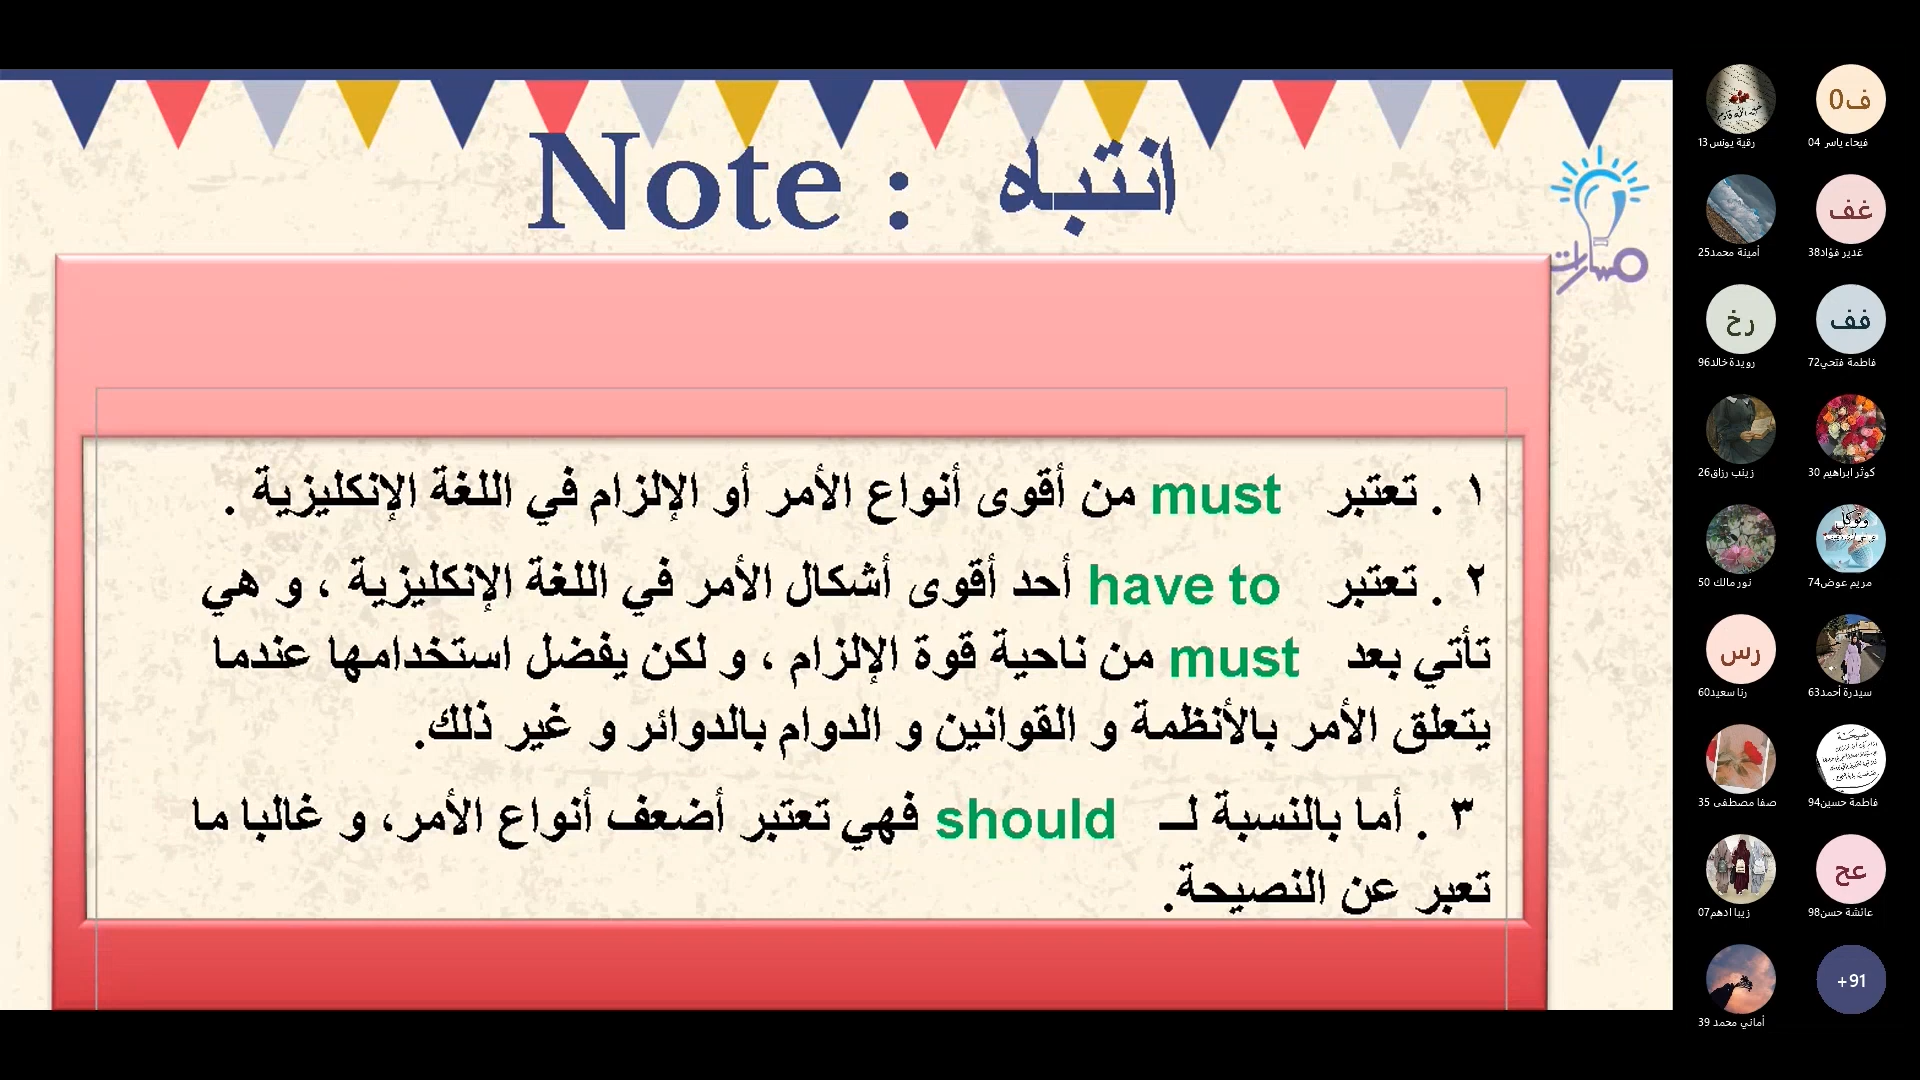 Note : انتبه
مهارات
١ . تعتبر must من أقوى أنواع الأمر أو الإلزام في اللغة الإنكليزية .
٢ . تعتبر have to أحد أقوى أشكال الأمر في اللغة الإنكليزية ، و هي
تأتي بعد must من ناحية قوة الإلزام ، و لكن يفضل استخدامها عندما
يتعلق الأمر بالأنظمة و القوانين و الدوام بالدوائر و غير ذلك.
٣ . أما بالنسبة لـ should فهي تعتبر أضعف أنواع الأمر، و غالبا ما
تعبر عن النصيحة.
ف0
رقية يونس 13
فيحاء ياسر 04
غف
أمينة محمد25
غدير فؤاد38
رخ
فف
رويدةخالد96
فاطمة فتحي72
زينب رزاق26
كوثر ابراهيم 30
نور مالك 50
مريم عوض74
رس
رنا سعيد60
سيدرة أحمد63
صفا مصطفى 35
فاطمة حسين94
عح
زيبا ادهم07
عائشة حسن98
+91
أماني محمد 39